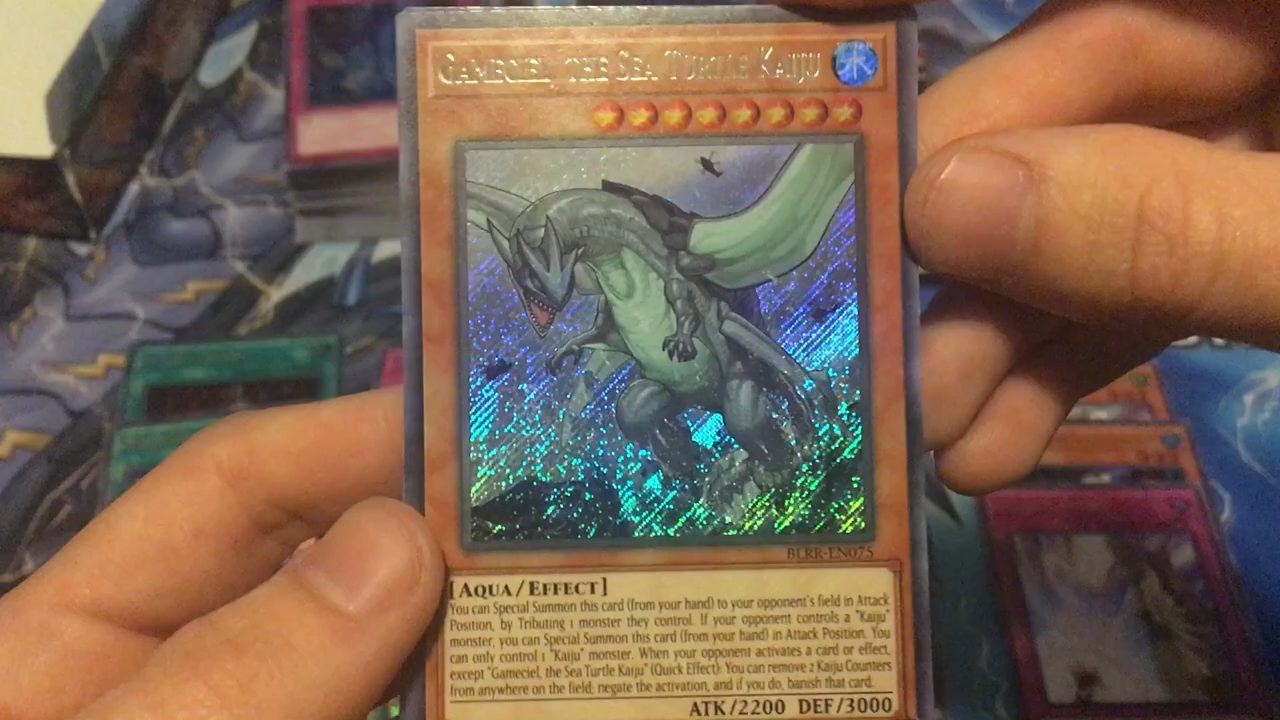 Gameciel, the Sea Turtle Kaiju
BLRR-EN075
[Aqua/Effect]
You can Special Summon this card (from your hand) to your opponent's field in Attack
Position, by Tributing 1 monster they control. If your opponent controls a "Kaiju"
monster, you can Special Summon this card (from your hand) in Attack Position. You
can only control 1 "Kaiju" monster. When your opponent activates a card or effect,
except "Gameciel, the Sea Turtle Kaiju" (Quick Effect): You can remove 2 Kaiju Counters
from anywhere on the field; negate the activation, and if you do, banish that card.
ATK/2200 DEF/3000